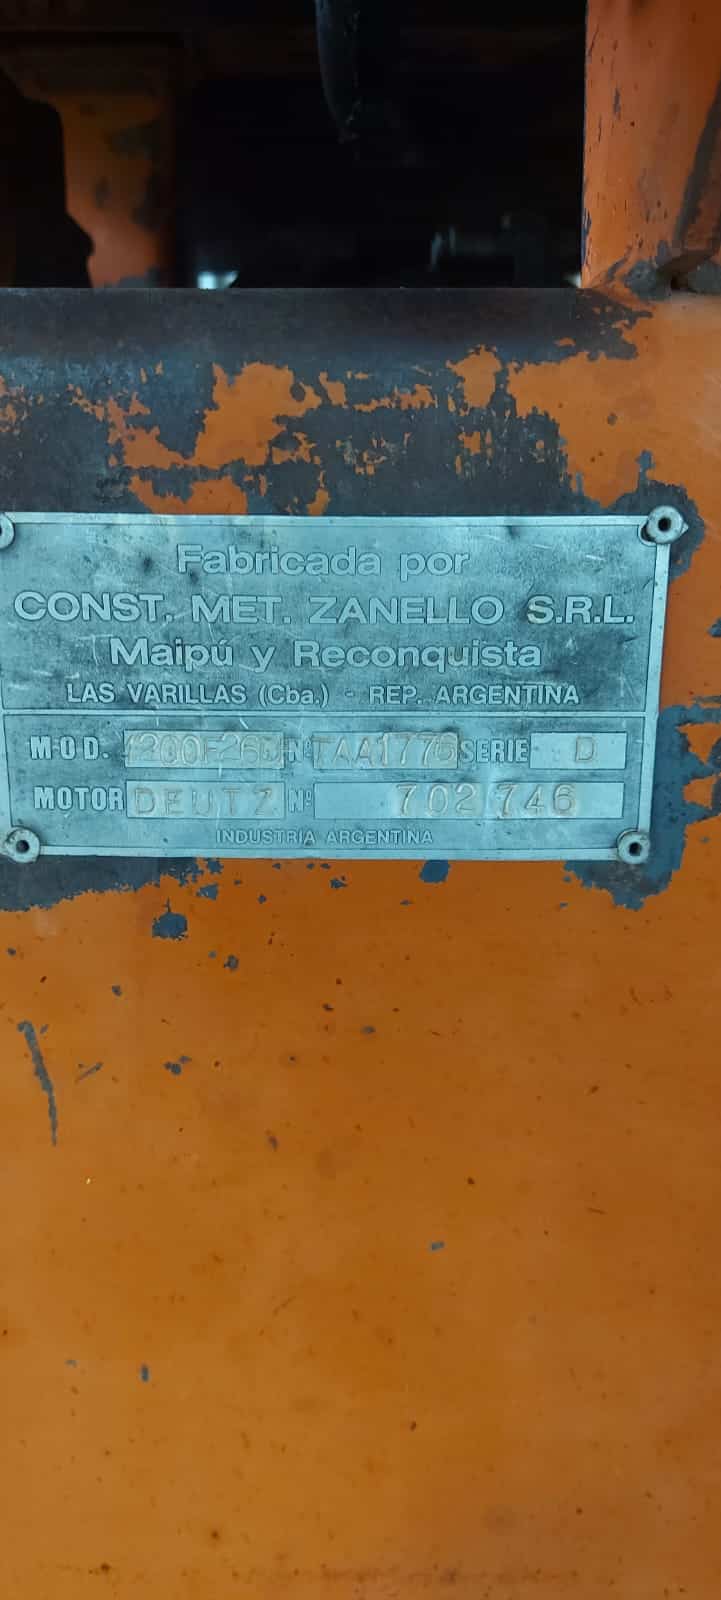 Fabricada por
CONST. MET. ZANELLO S.R.L.
Maipú y Reconquista
LAS VARILLAS (Cba.) - REP. ARGENTINA
MOD. Nº TAA1776 SERIE D
MOTOR DEUTZ Nº 702 746
INDUSTRIA ARGENTINA